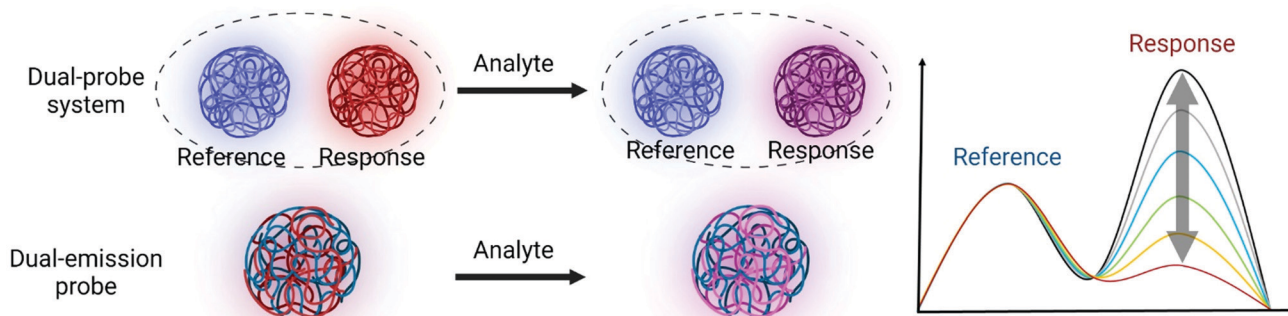 Dual-probe
system
Reference
Response
Analyte
Reference
Response
Dual-emission
probe
Analyte
Reference
Response